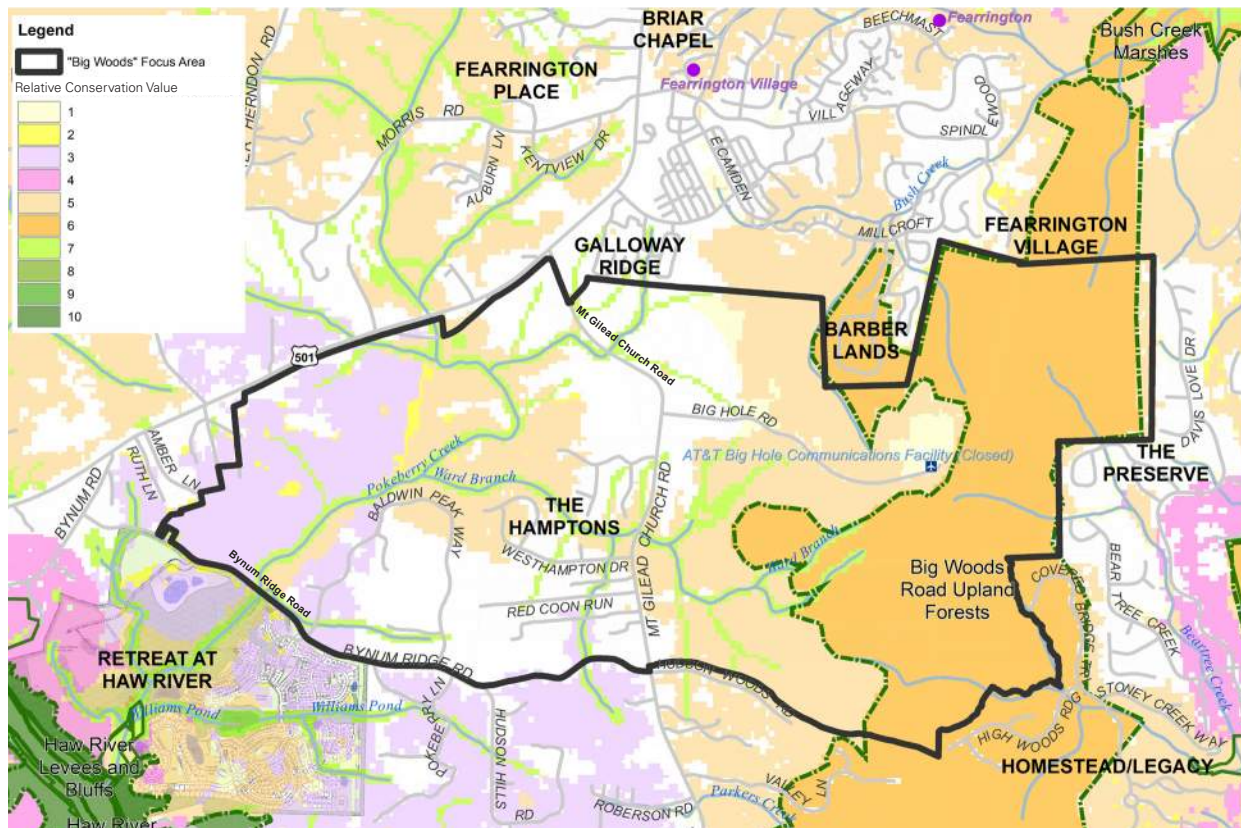 Legend
"Big Woods" Focus Area
Relative Conservation Value
1
2
3
4
5
6
7
8
9
10
BRIAR
CHAPEL
BEECHMAST
Fearrington
Bush Creek
Marshes
FEARRINGTON
PLACE
Fearrington Village
HERNDON RD
MORRIS RD
VILLAGEWAY
SPINDL
EWOOD
AUBURN LN
KENTVIEW DR
E CAMDEN
Bush Creek
MILLCROFT
FEARRINGTON
VILLAGE
GALLOWAY
RIDGE
Mt Gilead Church Road
BARBER
LANDS
501
DAVIS LOVE DR
BIG HOLE RD
AMBER LN
RUTH LN
BYNUM RD
Pokeberry Creek
Ward Branch
AT&T Big Hole Communications Facility (Closed)
THE
PRESERVE
BALDWIN PEAK WAY
THE
HAMPTONS
MT GILEAD CHURCH RD
WESTHAMPTON DR
Bynum Ridge Road
Big Woods
Road Upland
Forests
BEAR TREE CREEK
RED COON RUN
Beartree Creek
BYNUM RIDGE RD
RETREAT AT
HAW RIVER
HUDSON WOODS RD
STONEY CREEK WAY
Williams Pond
Williams Pond
POKEBERRY LN
HUDSON HILLS RD
HIGH WOODS RDG
HOMESTEAD/LEGACY
Haw River
Levees and
Bluffs
VALLEY LN
Parkers Creek
ROBERSON RD
Haw River